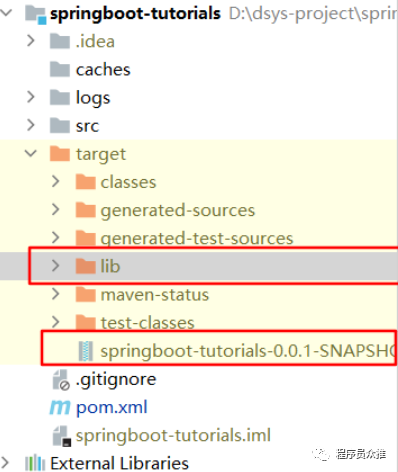 springboot-tutorials D:\dsys-project\spri
.idea
caches
logs
src
target
classes
generated-sources
generated-test-sources
lib
maven-status
test-classes
springboot-tutorials-0.0.1-SNAPSHO
.gitignore
pom.xml
springboot-tutorials.iml
External Libraries
程序员众推